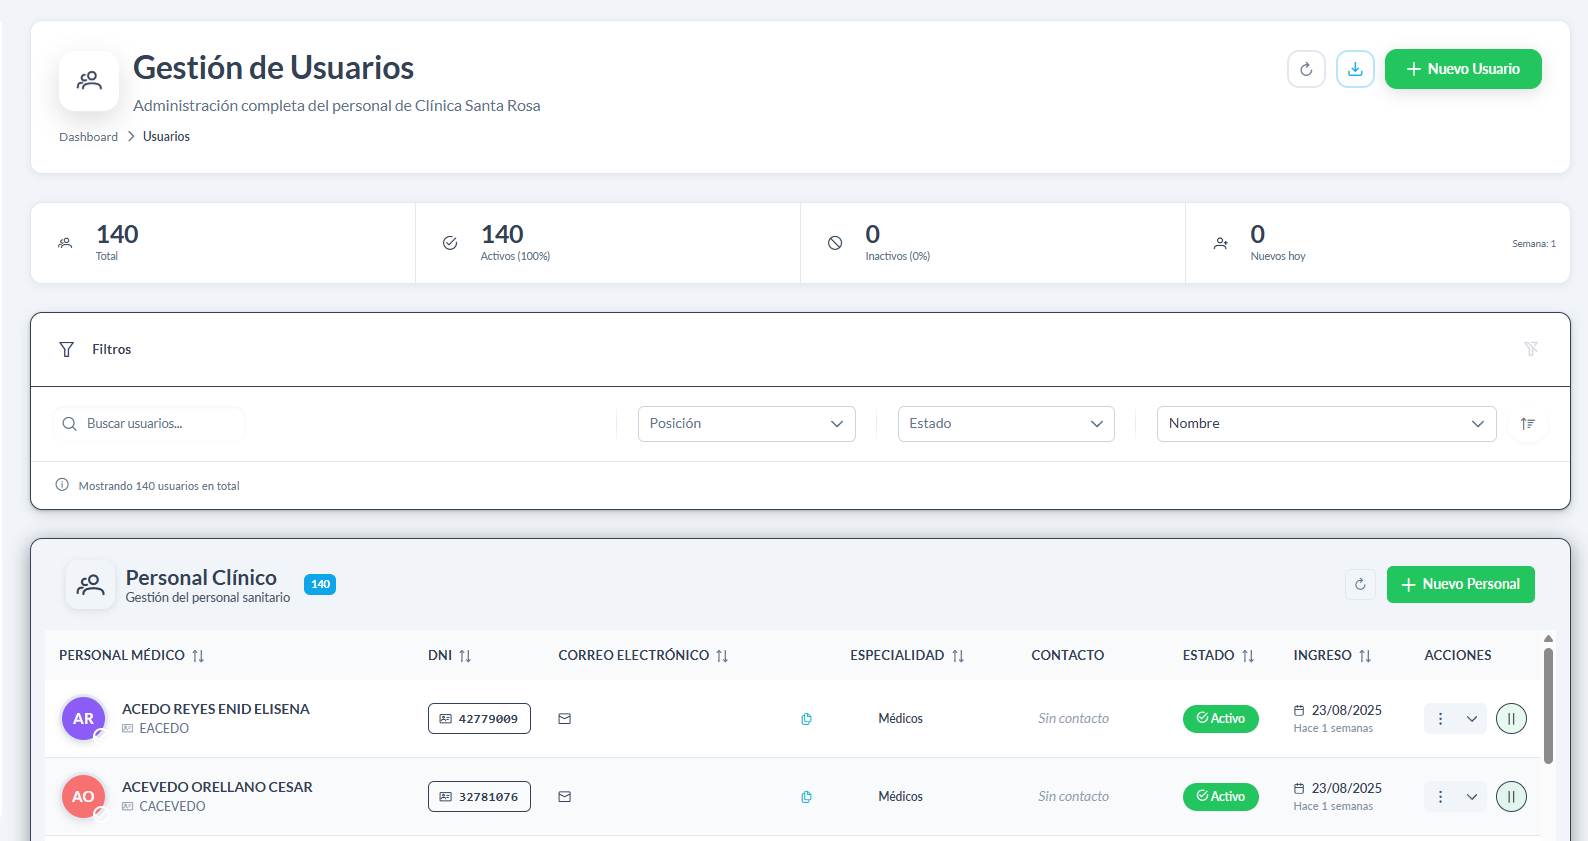 Gestión de Usuarios
Administración completa del personal de Clínica Santa Rosa
Dashboard > Usuarios
Nuevo Usuario
140
Total
140
Activos (100%)
0
Inactivos (0%)
0
Nuevos hoy
Semana: 1
Filtros
Buscar usuarios...
Posición
Estado
Nombre
Mostrando 140 usuarios en total
Personal Clínico
140
Gestión del personal sanitario
Nuevo Personal
PERSONAL MÉDICO DNI CORREO ELECTRÓNICO ESPECIALIDAD CONTACTO ESTADO INGRESO ACCIONES
AR
ACEDO REYES ENID ELISENA
EACEDO
42779009
Médicos
Sin contacto
Activo
23/08/2025
Hace 1 semanas
AO
ACEVEDO ORELLANO CESAR
CACEVEDO
32781076
Médicos
Sin contacto
Activo
23/08/2025
Hace 1 semanas